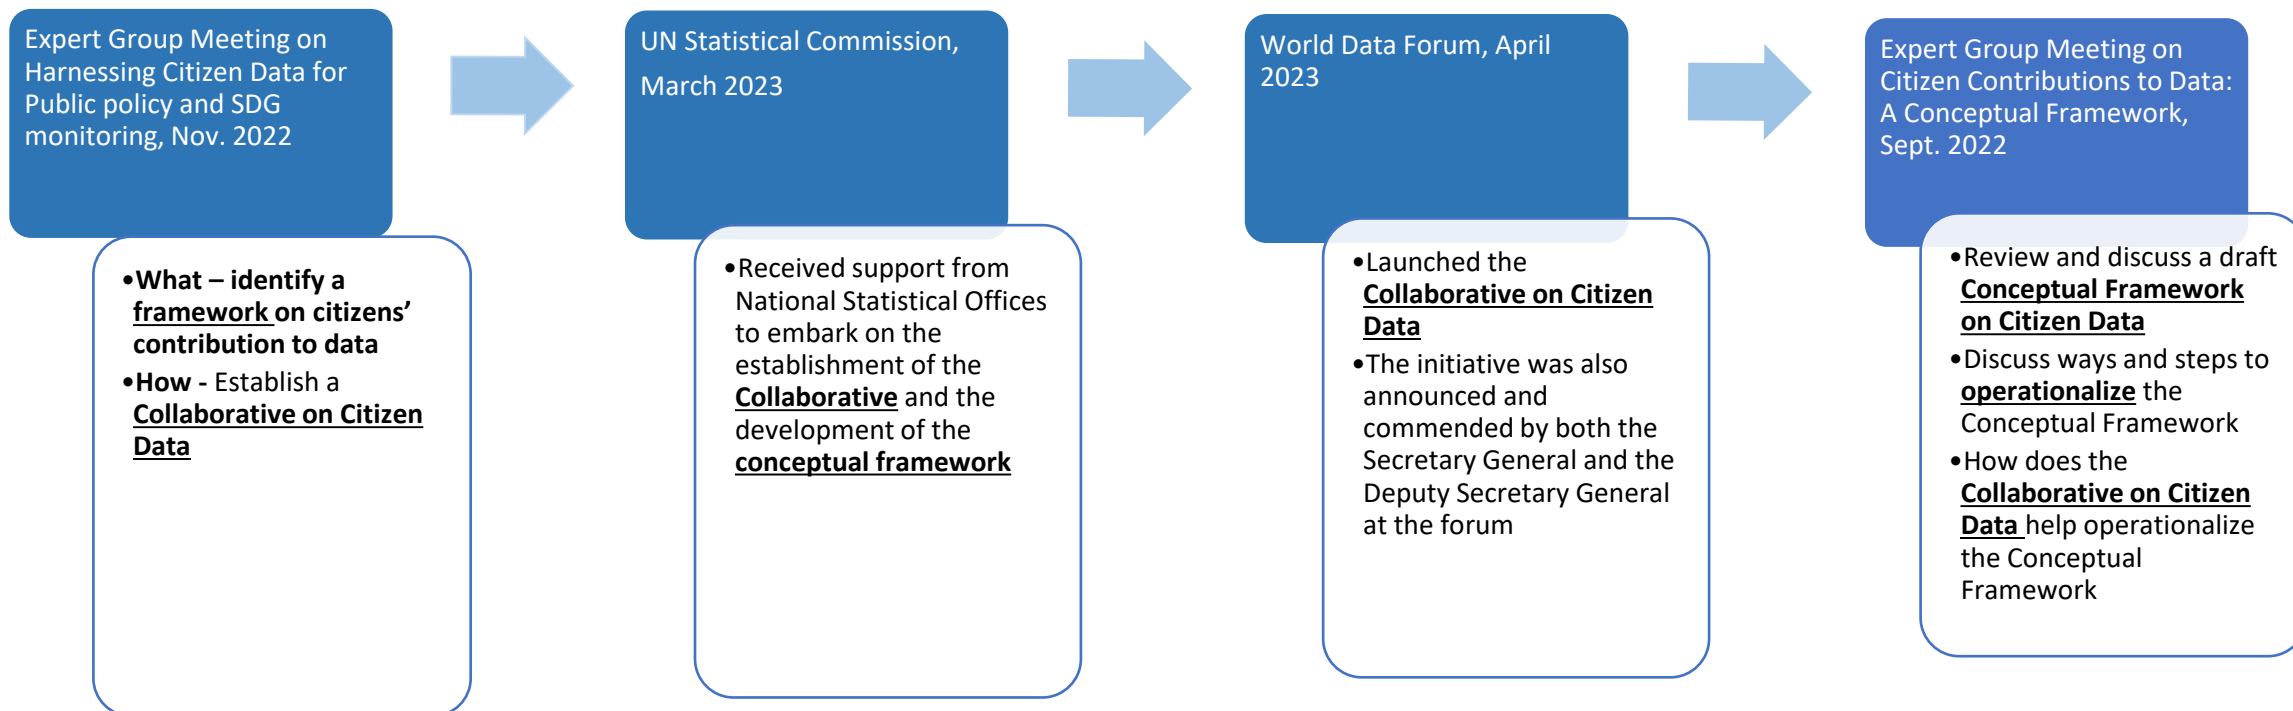 Expert Group Meeting on
Harnessing Citizen Data for
Public policy and SDG
monitoring, Nov. 2022
•What – identify a
framework on citizens’
contribution to data
•How - Establish a
Collaborative on Citizen
Data
UN Statistical Commission,
March 2023
•Received support from
National Statistical Offices
to embark on the
establishment of the
Collaborative and the
development of the
conceptual framework
World Data Forum, April
2023
•Launched the
Collaborative on Citizen
Data
•The initiative was also
announced and
commended by both the
Secretary General and the
Deputy Secretary General
at the forum
Expert Group Meeting on
Citizen Contributions to Data:
A Conceptual Framework,
Sept. 2022
•Review and discuss a draft
Conceptual Framework
on Citizen Data
•Discuss ways and steps to
operationalize the
Conceptual Framework
•How does the
Collaborative on Citizen
Data help operationalize
the Conceptual
Framework